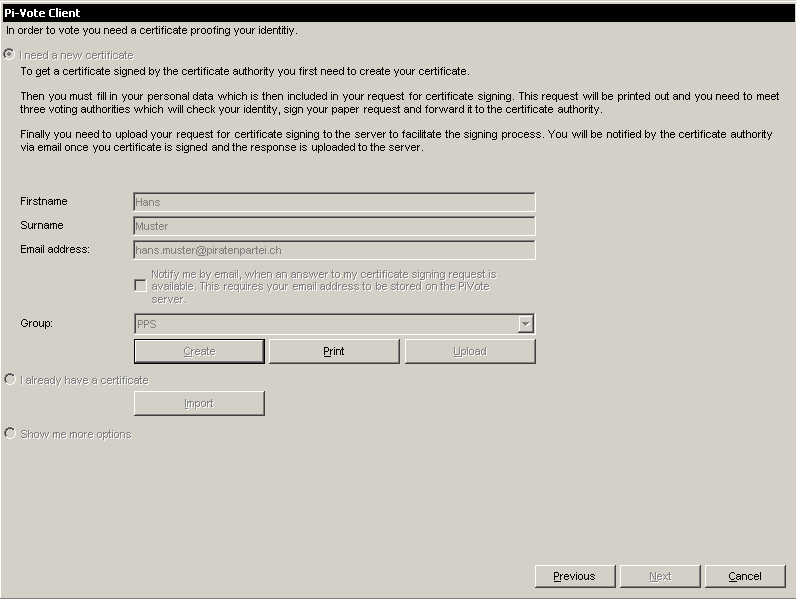 Pi-Vote Client
In order to vote you need a certificate proofing your identitiy.
I need a new certificate
To get a certificate signed by the certificate authority you first need to create your certificate.
Then you must fill in your personal data which is then included in your request for certificate signing. This request will be printed out and you need to meet
three voting authorities which will check your identity, sign your paper request and forward it to the certificate authority.
Finally you need to upload your request for certificate signing to the server to facilitate the signing process. You will be notified by the certificate authority
via email once you certificate is signed and the response is uploaded to the server.
Firstname
Hans
Surname
Muster
Email address:
hans.muster@piratenpartei.ch
Notify me by email, when an answer to my certificate signing request is
available. This requires your email address to be stored on the PiVote
server.
Group:
PPS
Create
Print
Upload
I already have a certificate
Import
Show me more options
Previous
Next
Cancel